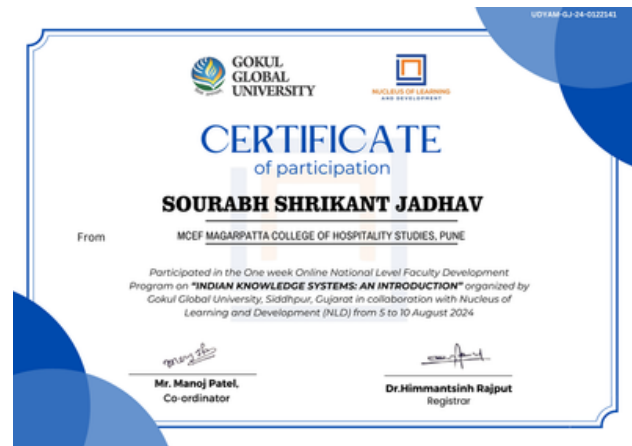 UDYAM-GJ-24-0122141
GOKUL
GLOBAL
UNIVERSITY
NUCLEUS OF LEARNING
AND DEVELOPMENT
CERTIFICATE
of participation
SOURABH SHRIKANT JADHAV
From MCEF MAGARPATTA COLLEGE OF HOSPITALITY STUDIES, PUNE
Participated in the One week Online National Level Faculty Development
Program on "INDIAN KNOWLEDGE SYSTEMS: AN INTRODUCTION" organized by
Gokul Global University, Siddhpur, Gujarat in collaboration with Nucleus of
Learning and Development (NLD) from 5 to 10 August 2024
Mr. Manoj Patel,
Co-ordinator
Dr.Himmantsinh Rajput
Registrar